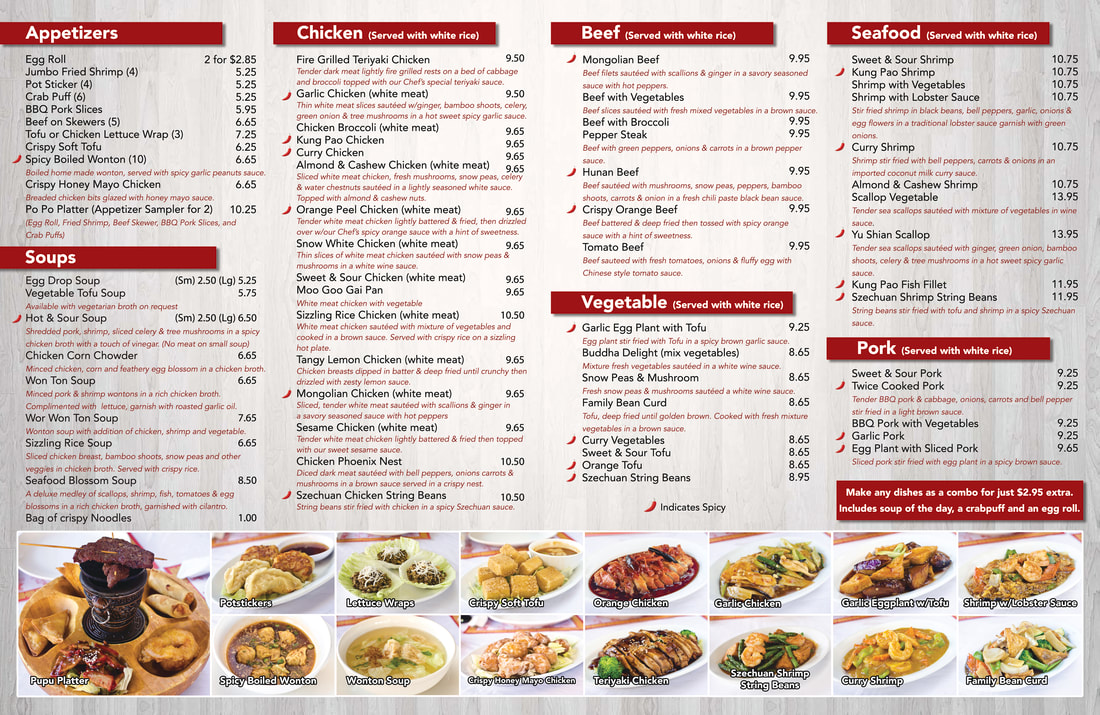 Appetizers
Egg Roll 2 for $2.85
Jumbo Fried Shrimp (4) 5.25
Pot Sticker (4) 5.25
Crab Puff (6) 5.25
BBQ Pork Slices 5.95
Beef on Skewers (5) 6.65
Tofu or Chicken Lettuce Wrap (3) 7.25
Crispy Soft Tofu 6.25
Spicy Boiled Wonton (10) 6.65
Boiled home made wonton, served with spicy garlic peanuts sauce.
Crispy Honey Mayo Chicken 6.65
Breaded chicken bits glazed with honey mayo sauce.
Po Po Platter (Appetizer Sampler for 2) 10.25
(Egg Roll, Fried Shrimp, Beef Skewer, BBQ Pork Slices, and
Crab Puffs)
Soups
Egg Drop Soup (Sm) 2.50 (Lg) 5.25
Vegetable Tofu Soup 5.75
Available with vegetarian broth on request
Hot & Sour Soup (Sm) 2.50 (Lg) 6.50
Shredded pork, shrimp, sliced celery & tree mushrooms in a spicy
chicken broth with a touch of vinegar. (No meat on small soup)
Chicken Corn Chowder 6.65
Minced chicken, corn and feathery egg blossom in a chicken broth.
Won Ton Soup 6.65
Minced pork & shrimp wontons in a rich chicken broth.
Complimented with lettuce, garnish with roasted garlic oil.
Wor Won Ton Soup 7.65
Wonton soup with addition of chicken, shrimp and vegetable.
Sizzling Rice Soup 6.65
Sliced chicken breast, bamboo shoots, snow peas and other
veggies in chicken broth. Served with crispy rice.
Seafood Blossom Soup 8.50
A deluxe medley of scallops, shrimp, fish, tomatoes & egg
blossoms in a rich chicken broth, garnished with cilantro.
Bag of crispy Noodles 1.00
Chicken (Served with white rice)
Fire Grilled Teriyaki Chicken 9.50
Tender dark meat lightly fire grilled rests on a bed of cabbage
and broccoli topped with our Chef's special teriyaki sauce.
Garlic Chicken (white meat) 9.50
Thin white meat slices sautéed w/ginger, bamboo shoots, celery,
green onion & tree mushrooms in a hot sweet spicy garlic sauce.
Chicken Broccoli (white meat) 9.65
Kung Pao Chicken 9.65
Curry Chicken 9.65
Almond & Cashew Chicken (white meat) 9.65
Sliced white meat chicken, fresh mushrooms, snow peas, celery
& water chestnuts sautéed in a lightly seasoned white sauce.
Topped with almond & cashew nuts.
Orange Peel Chicken (white meat) 9.65
Tender white meat chicken lightly battered & fried, then drizzled
over w/our Chef's spicy orange sauce with a hint of sweetness.
Snow White Chicken (white meat) 9.65
Thin slices of white meat chicken sautéed with snow peas &
mushrooms in a white wine sauce.
Sweet & Sour Chicken (white meat) 9.65
Moo Goo Gai Pan 9.65
White meat chicken with vegetable
Sizzling Rice Chicken (white meat) 10.50
White meat chicken sautéed with mixture of vegetables and
cooked in a brown sauce. Served with crispy rice on a sizzling
hot plate.
Tangy Lemon Chicken (white meat) 9.65
Chicken breasts dipped in batter & deep fried until crunchy then
drizzled with zesty lemon sauce.
Mongolian Chicken (white meat) 9.65
Sliced, tender white meat sautéed with scallions & ginger in
a savory seasoned sauce with hot peppers
Sesame Chicken (white meat) 9.65
Tender white meat chicken lightly battered & fried then topped
with our sweet sesame sauce.
Chicken Phoenix Nest 10.50
Diced dark meat sautéed with bell peppers, onions carrots &
mushrooms in a brown sauce served in a crispy nest.
Szechuan Chicken String Beans 10.50
String beans stir fried with chicken in a spicy Szechuan sauce.
Beef (Served with white rice)
Mongolian Beef 9.95
Beef filets sautéed with scallions & ginger in a savory seasoned
sauce with hot peppers.
Beef with Vegetables 9.95
Beef slices sautéed with fresh mixed vegetables in a brown sauce.
Beef with Broccoli 9.95
Pepper Steak 9.95
Beef with green peppers, onions & carrots in a brown pepper
sauce.
Hunan Beef 9.95
Beef sautéed with mushrooms, snow peas, peppers, bamboo
shoots, carrots & onion in a fresh chili paste black bean sauce.
Crispy Orange Beef 9.95
Beef battered & deep fried then tossed with spicy orange
sauce with a hint of sweetness.
Tomato Beef 9.95
Beef sauteed with fresh tomatoes, onions & fluffy egg with
Chinese style tomato sauce.
Vegetable (Served with white rice)
Garlic Egg Plant with Tofu 9.25
Egg plant stir fried with Tofu in a spicy brown garlic sauce.
Buddha Delight (mix vegetables) 8.65
Mixture fresh vegetables sautéed in a white wine sauce.
Snow Peas & Mushroom 8.65
Fresh snow peas & mushrooms sautéed a white wine sauce.
Family Bean Curd 8.65
Tofu, deep fried until golden brown. Cooked with fresh mixture
vegetables in a brown sauce.
Curry Vegetables 8.65
Sweet & Sour Tofu 8.65
Orange Tofu 8.65
Szechuan String Beans 8.95
Indicates Spicy
Seafood (Served with white rice)
Sweet & Sour Shrimp 10.75
Kung Pao Shrimp 10.75
Shrimp with Vegetables 10.75
Shrimp with Lobster Sauce 10.75
Stir fried shrimp in black beans, bell peppers, garlic, onions &
egg flowers in a traditional lobster sauce garnish with green
onions.
Curry Shrimp 10.75
Shrimp stir fried with bell peppers, carrots & onions in an
imported coconut milk curry sauce.
Almond & Cashew Shrimp 10.75
Scallop Vegetable 13.95
Tender sea scallops sautéed with mixture of vegetables in wine
sauce.
Yu Shian Scallop 13.95
Tender sea scallops sautéed with ginger, green onion, bamboo
shoots, celery & tree mushrooms in a hot sweet spicy garlic
sauce.
Kung Pao Fish Fillet 11.95
Szechuan Shrimp String Beans 11.95
String beans stir fried with tofu and shrimp in a spicy Szechuan
sauce.
Pork (Served with white rice)
Sweet & Sour Pork 9.25
Twice Cooked Pork 9.25
Tender BBQ pork & cabbage, onions, carrots and bell pepper
stir fried in a light brown sauce.
BBQ Pork with Vegetables 9.25
Garlic Pork 9.25
Egg Plant with Sliced Pork 9.65
Sliced pork stir fried with egg plant in a spicy brown sauce.
Make any dishes as a combo for just $2.95 extra.
Includes soup of the day, a crabpuff and an egg roll.
Pupu Platter
Potstickers
Lettuce Wraps
Crispy Soft Tofu
Orange Chicken
Garlic Chicken
Garlic Eggplant w/Tofu
Shrimp w/Lobster Sauce
Spicy Boiled Wonton
Wonton Soup
Crispy Honey Mayo Chicken
Teriyaki Chicken
Szechuan Shrimp
String Beans
Curry Shrimp
Family Bean Curd